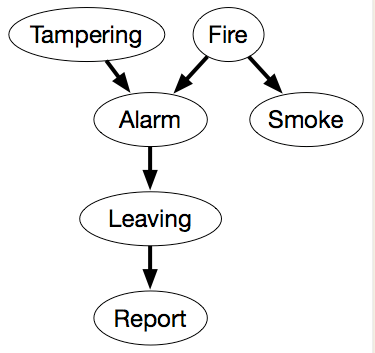 Tampering
Fire
Alarm
Smoke
Leaving
Report